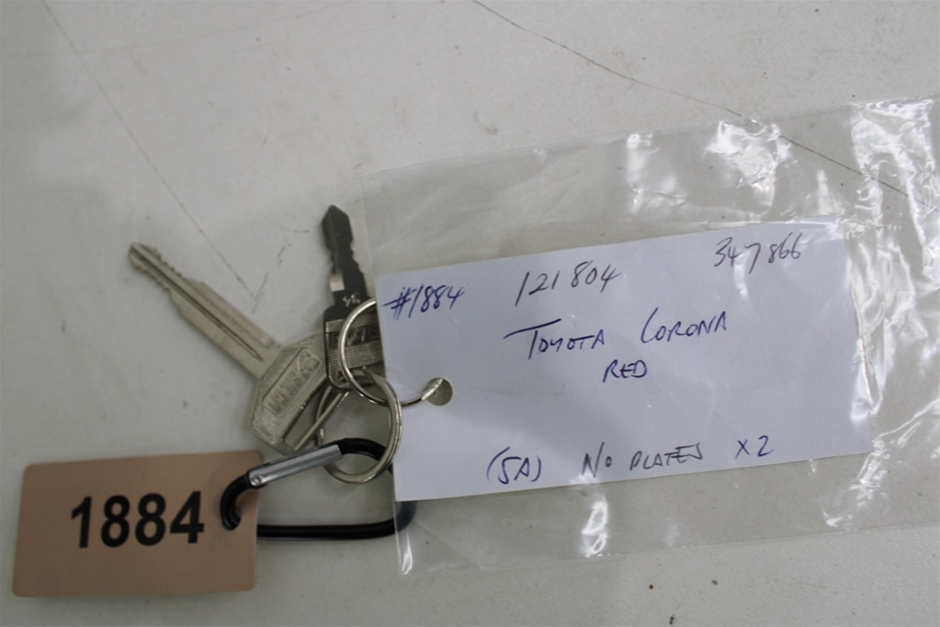 #1884 121804 347866
TOYOTA CORONA
RED
(SA) NO PLATES X2
1884